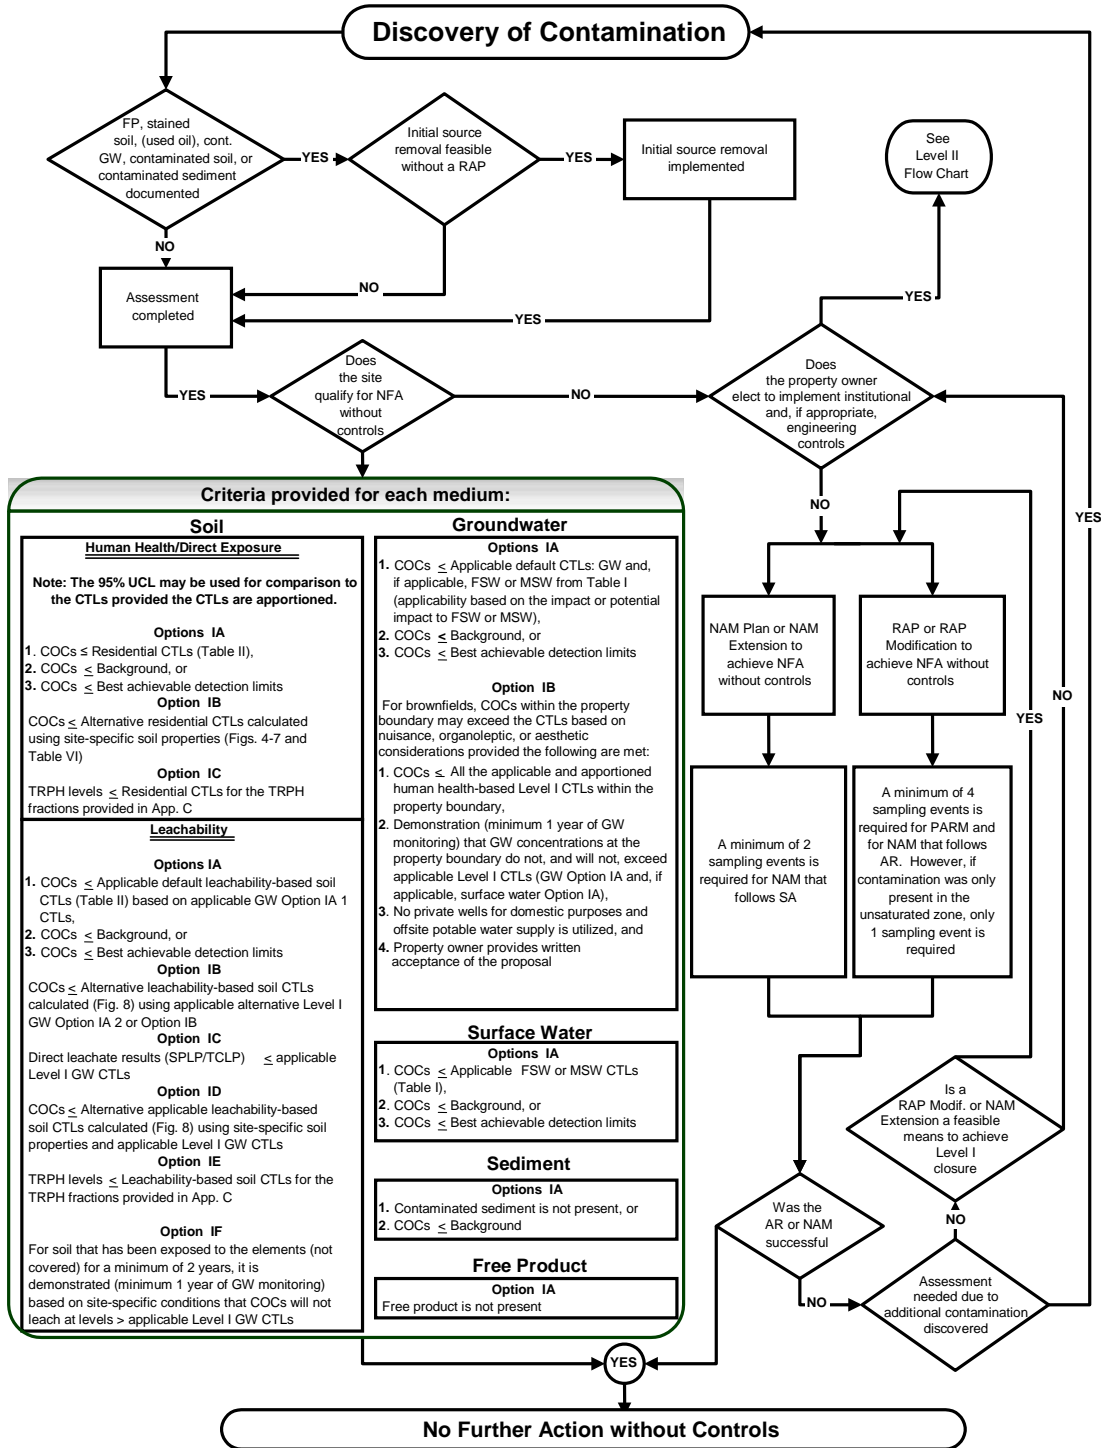 Discovery of Contamination
FP, stained
soil, (used oil), cont.
GW, contaminated soil, or
contaminated sediment
documented
YES
Initial source
removal feasible
without a RAP
YES
Initial source removal
implemented
See
Level II
Flow Chart
NO
Assessment
completed
NO
YES
YES
YES
Does
the site
qualify for NFA
without
controls
NO
Does
the property owner
elect to implement institutional
and, if appropriate,
engineering
controls
NO
YES
Criteria provided for each medium:
Soil
Human Health/Direct Exposure
Note: The 95% UCL may be used for comparison to
the CTLs provided the CTLs are apportioned.
Options IA
1. COCs ≤ Residential CTLs (Table II),
2. COCs ≤ Background, or
3. COCs ≤ Best achievable detection limits
Option IB
COCs ≤ Alternative residential CTLs calculated
using site-specific soil properties (Figs. 4-7 and
Table VI)
Option IC
TRPH levels ≤ Residential CTLs for the TRPH
fractions provided in App. C
Leachability
Options IA
1. COCs ≤ Applicable default leachability-based soil
CTLs (Table II) based on applicable GW Option IA 1
CTLs,
2. COCs ≤ Background, or
3. COCs ≤ Best achievable detection limits
Option IB
COCs ≤ Alternative leachability-based soil CTLs
calculated (Fig. 8) using applicable alternative Level I
GW Option IA 2 or Option IB
Option IC
Direct leachate results (SPLP/TCLP) ≤ applicable
Level I GW CTLs
Option ID
COCs ≤ Alternative applicable leachability-based
soil CTLs calculated (Fig. 8) using site-specific soil
properties and applicable Level I GW CTLs
Option IE
TRPH levels ≤ Leachability-based soil CTLs for the
TRPH fractions provided in App. C
Option IF
For soil that has been exposed to the elements (not
covered) for a minimum of 2 years, it is
demonstrated (minimum 1 year of GW monitoring)
based on site-specific conditions that COCs will not
leach at levels > applicable Level I GW CTLs
Groundwater
Options IA
1. COCs ≤ Applicable default CTLs: GW and,
if applicable, FSW or MSW from Table I
(applicability based on the impact or potential
impact to FSW or MSW),
2. COCs ≤ Background, or
3. COCs ≤ Best achievable detection limits
Option IB
For brownfields, COCs within the property
boundary may exceed the CTLs based on
nuisance, organoleptic, or aesthetic
considerations provided the following are met:
1. COCs ≤ All the applicable and apportioned
human health-based Level I CTLs within the
property boundary,
2. Demonstration (minimum 1 year of GW
monitoring) that GW concentrations at the
property boundary do not, and will not, exceed
applicable Level I CTLs (GW Option IA and, if
applicable, surface water Option IA),
3. No private wells for domestic purposes and
offsite potable water supply is utilized, and
4. Property owner provides written
acceptance of the proposal
Surface Water
Options IA
1. COCs ≤ Applicable FSW or MSW CTLs
(Table I),
2. COCs ≤ Background, or
3. COCs ≤ Best achievable detection limits
Sediment
Options IA
1. Contaminated sediment is not present, or
2. COCs ≤ Background
Free Product
Option IA
Free product is not present
NAM Plan or NAM
Extension to
achieve NFA
without controls
RAP or RAP
Modification to
achieve NFA without
controls
YES
NO
A minimum of 2
sampling events is
required for NAM that
follows SA
A minimum of 4
sampling events is
required for PARM and
for NAM that follows
AR. However, if
contamination was only
present in the
unsaturated zone, only
1 sampling event is
required
Is a
RAP Modif. or NAM
Extension a feasible
means to achieve
Level I
closure
NO
Was the
AR or NAM
successful
NO
Assessment
needed due to
additional contamination
discovered
YES
No Further Action without Controls